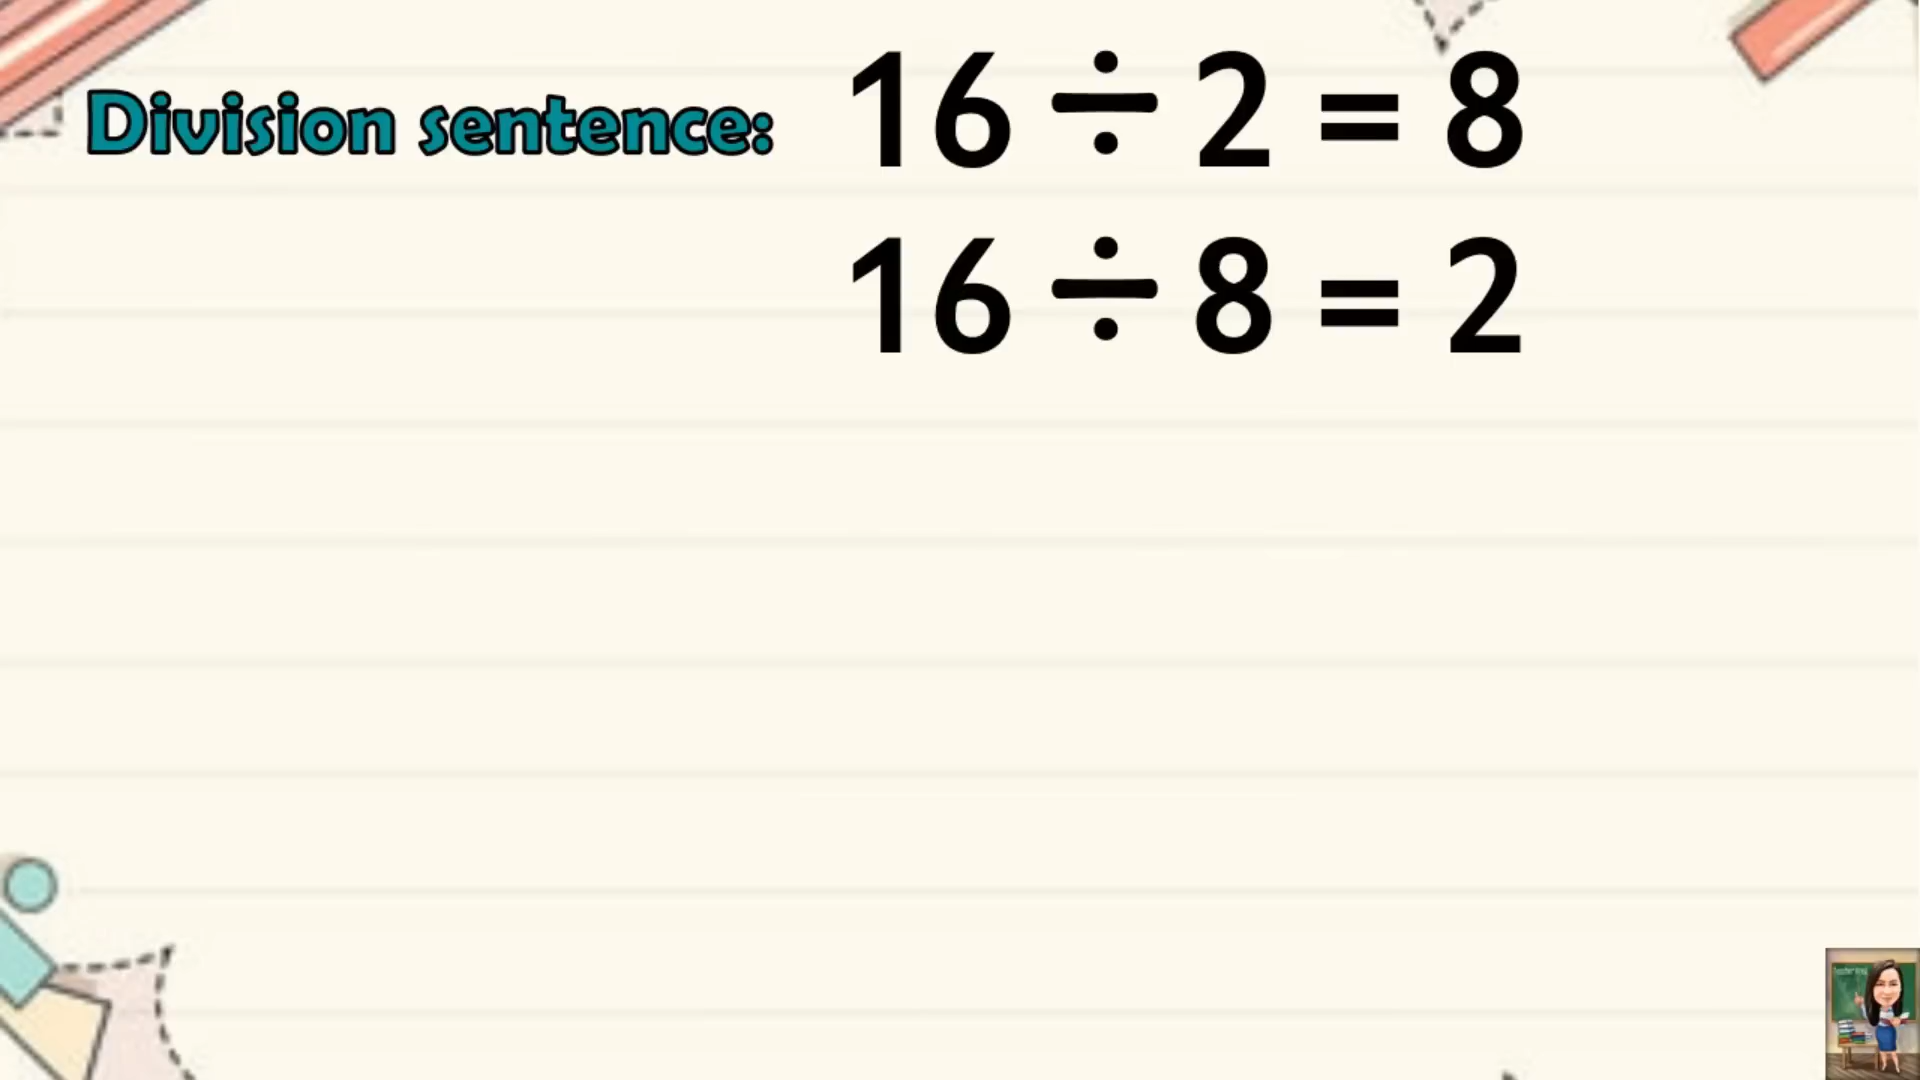 Division sentence: 16 ÷ 2 = 8
16 ÷ 8 = 2